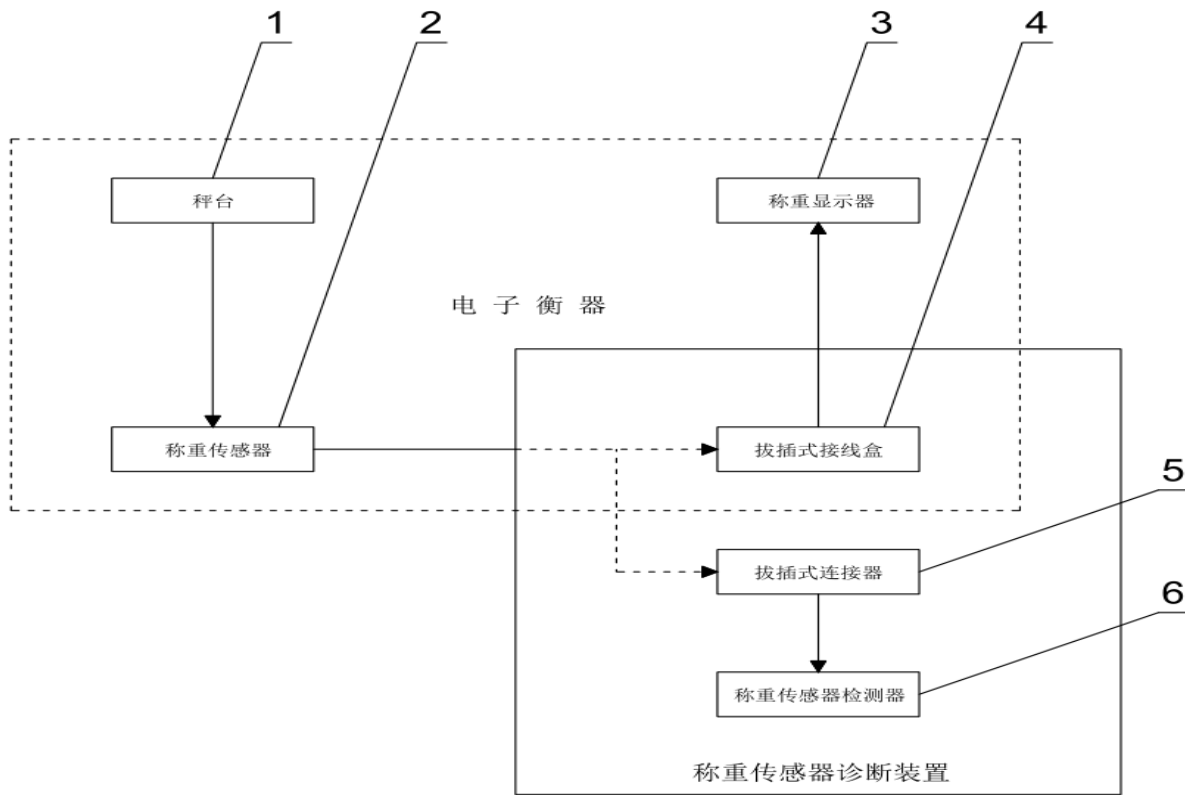 1
2
3
4
秤台
称重显示器
电子衡器
称重传感器
拔插式接线盒
5
拔插式连接器
6
称重传感器检测器
称重传感器诊断装置